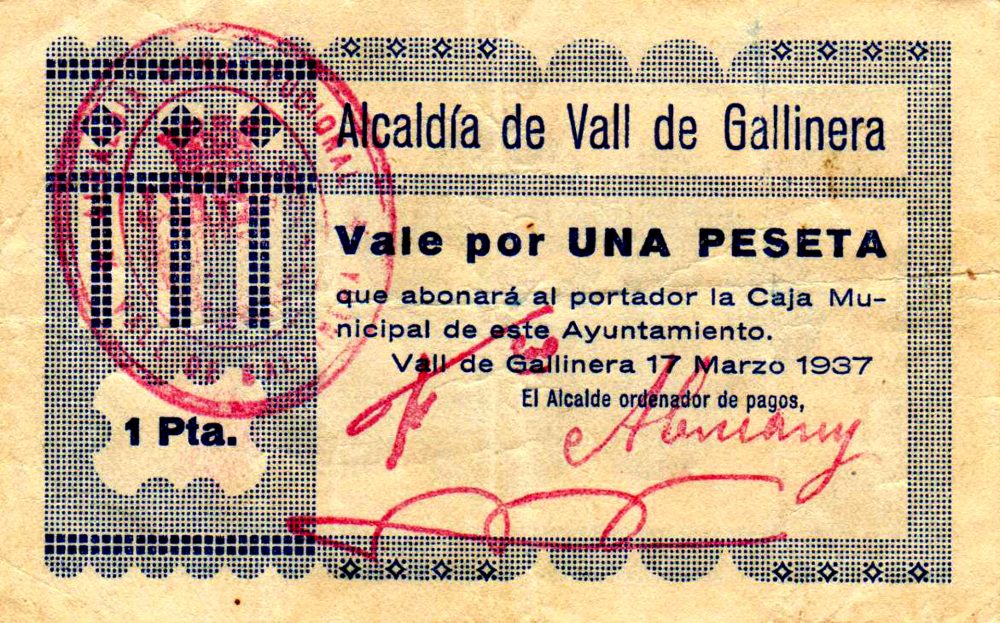 Alcaldía de Vall de Gallinera
Vale por UNA PESETA
que abonará al portador la Caja Mu-
nicipal de este Ayuntamiento.
Vall de Gallinera 17 Marzo 1937
El Alcalde ordenador de pagos,
1 Pta.